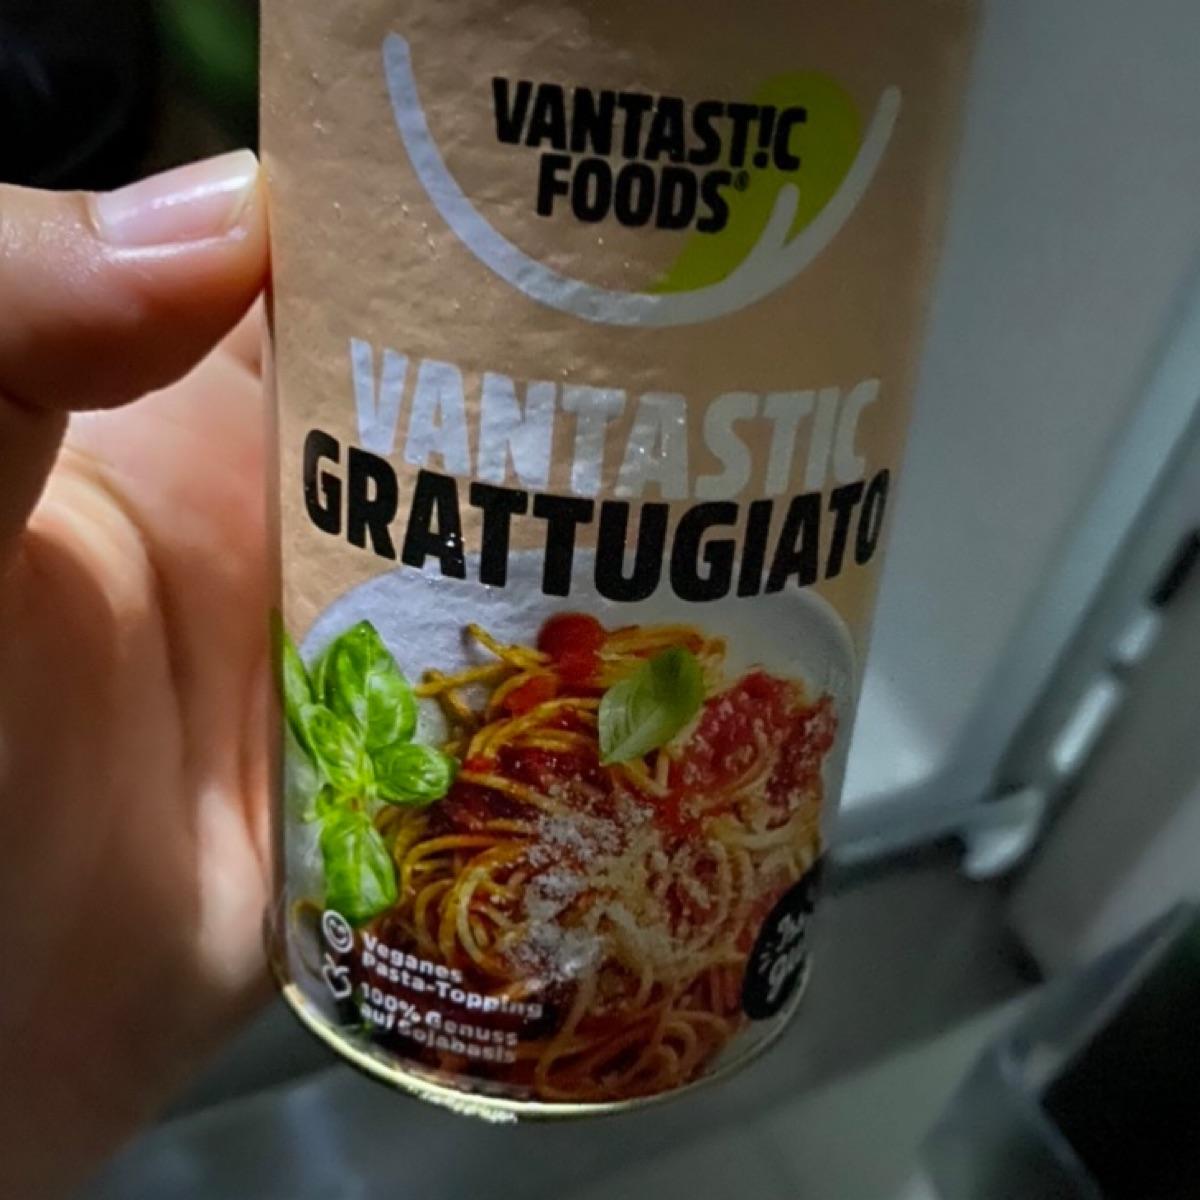 VANTAST!C
FOODS®
VANTASTIC
GRATTUGIATO
Veganes
Pasta-Topping
100% Genuss
auf Sojabasis